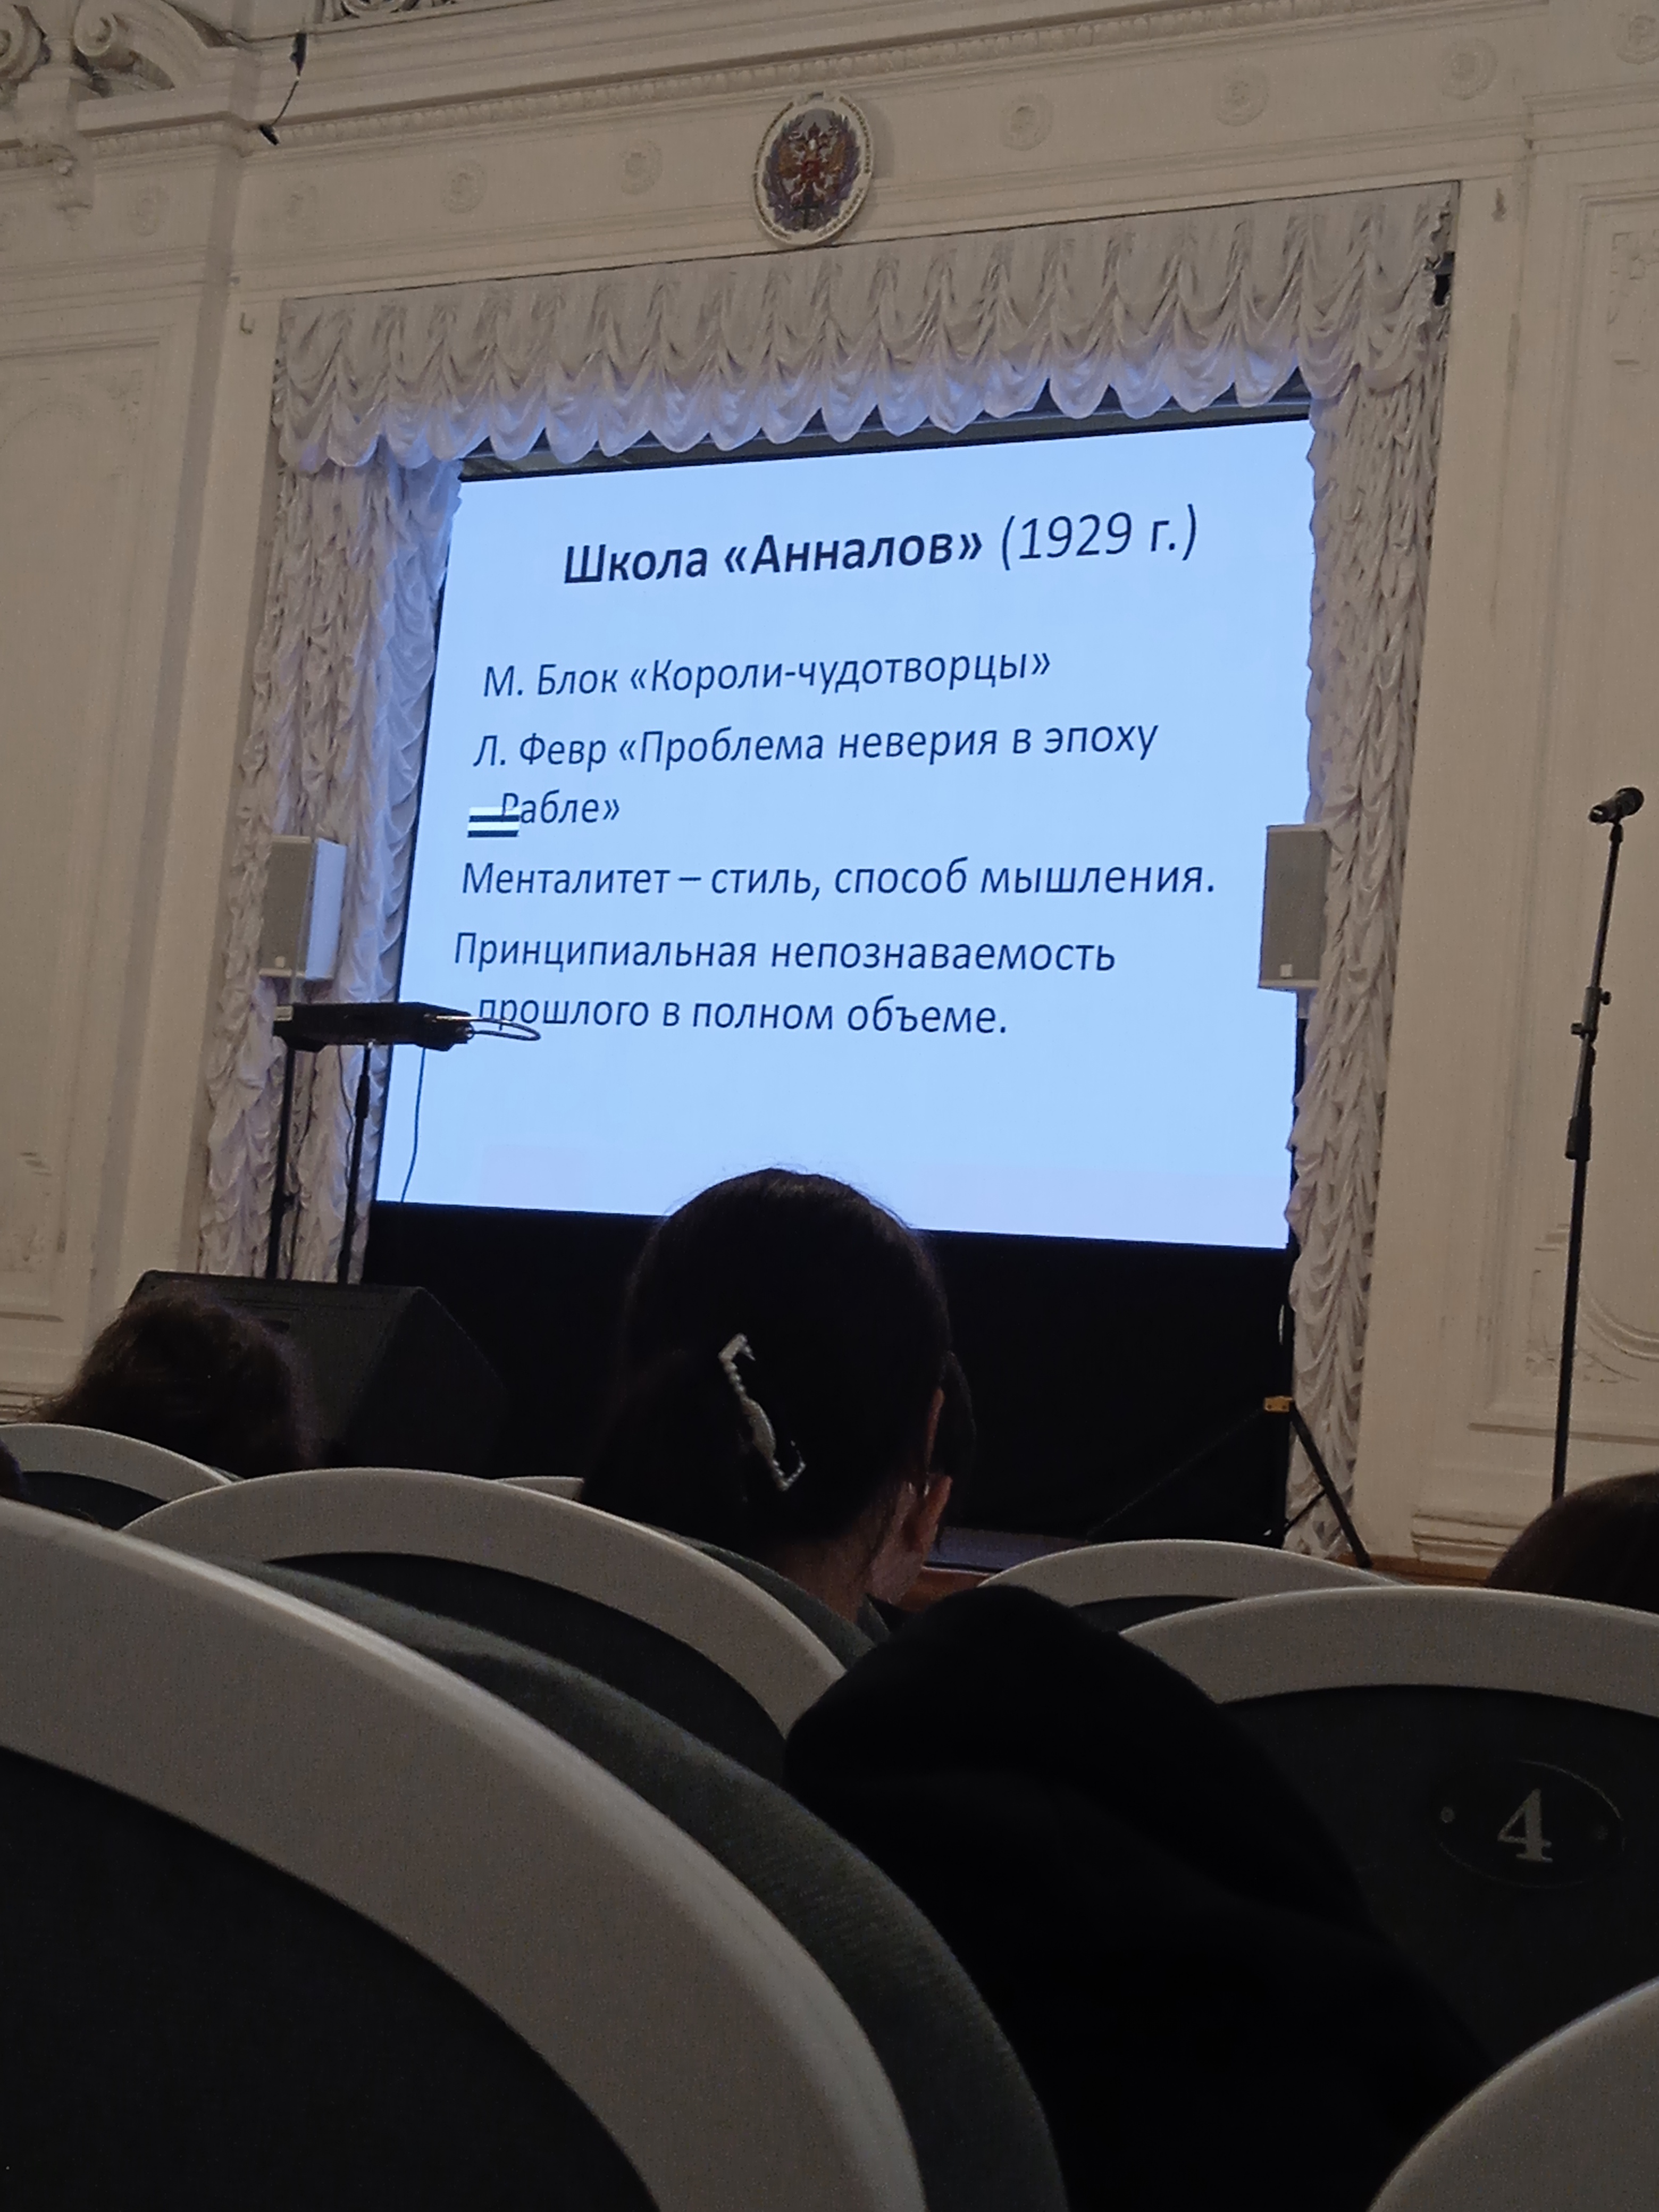 Школа «Анналов» (1929 г.)
М. Блок «Короли-чудотворцы»
Л. Февр «Проблема неверия в эпоху
Рабле»
Менталитет – стиль, способ мышления.
Принципиальная непознаваемость
прошлого в полном объеме.
4